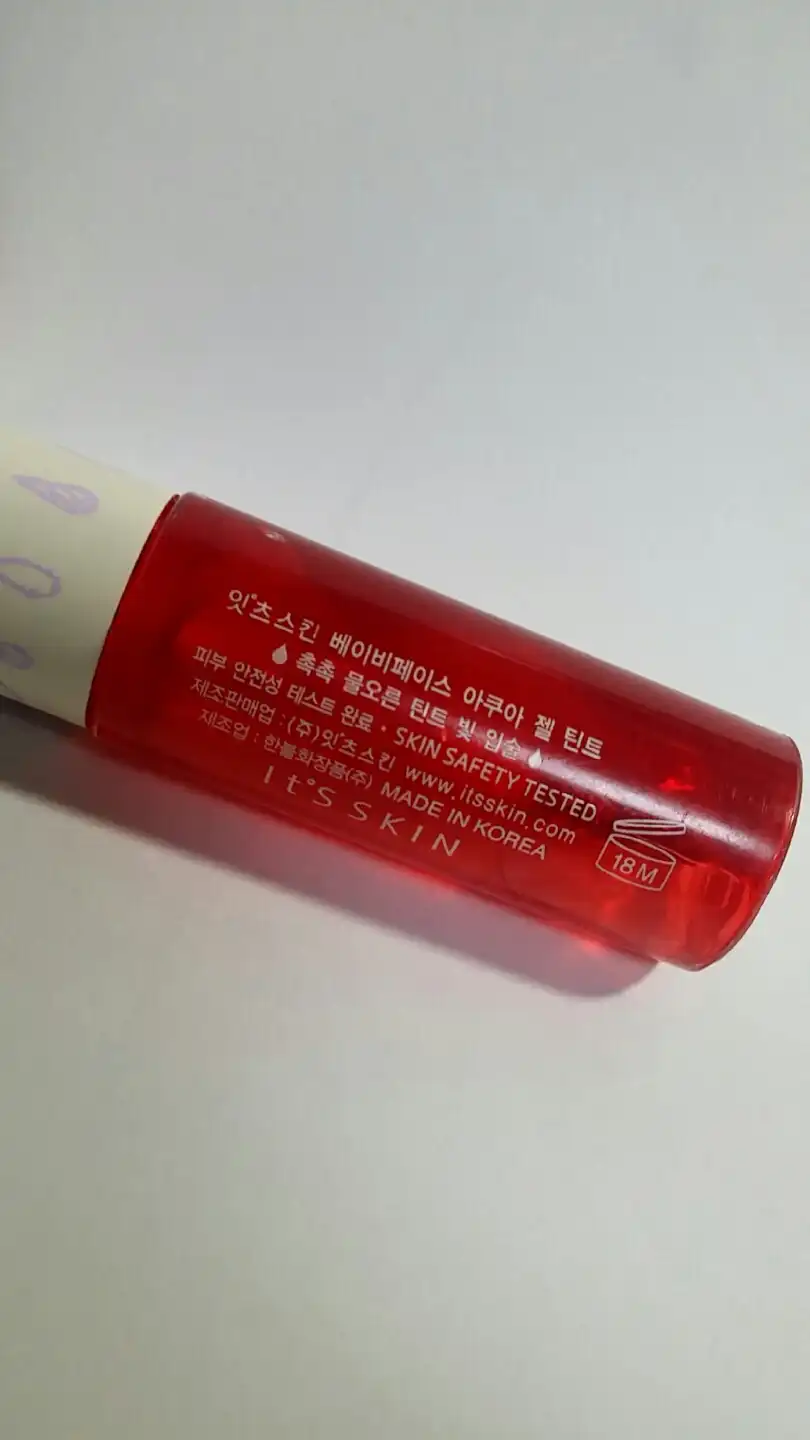 잇°츠스킨 베이비페이스 아쿠아 젤 틴트
촉촉 물오른 틴트 빛 입술
피부 안전성 테스트 완료 · SKIN SAFETY TESTED
제조판매업 : (주)잇°츠스킨 www.itsskin.com
제조업 : 한불화장품(주) MADE IN KOREA
It°S SKIN
18M